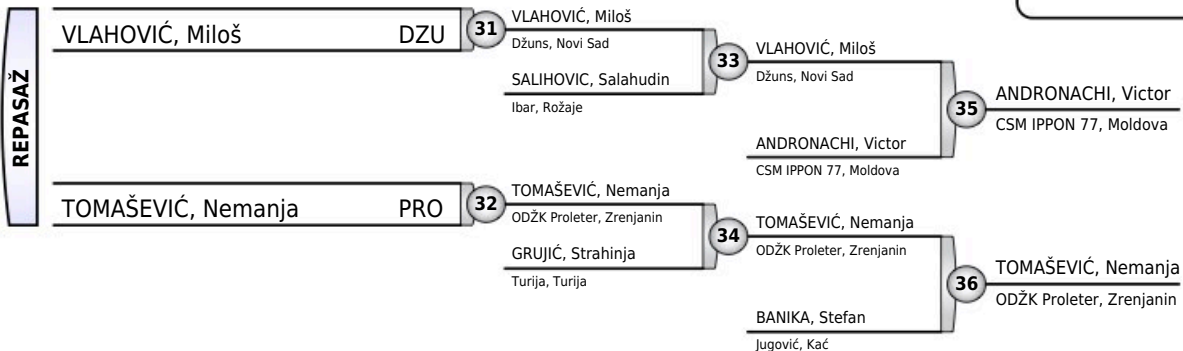 REPASAŽ
VLAHOVIĆ, Miloš DZU
31
VLAHOVIĆ, Miloš
Džuns, Novi Sad
SALIHOVIC, Salahudin
Ibar, Rožaje
33
VLAHOVIĆ, Miloš
Džuns, Novi Sad
ANDRONACHI, Victor
CSM IPPON 77, Moldova
35
ANDRONACHI, Victor
CSM IPPON 77, Moldova
TOMAŠEVIĆ, Nemanja PRO
32
TOMAŠEVIĆ, Nemanja
ODŽK Proleter, Zrenjanin
GRUJIĆ, Strahinja
Turija, Turija
34
TOMAŠEVIĆ, Nemanja
ODŽK Proleter, Zrenjanin
BANIKA, Stefan
Jugović, Kać
36
TOMAŠEVIĆ, Nemanja
ODŽK Proleter, Zrenjanin